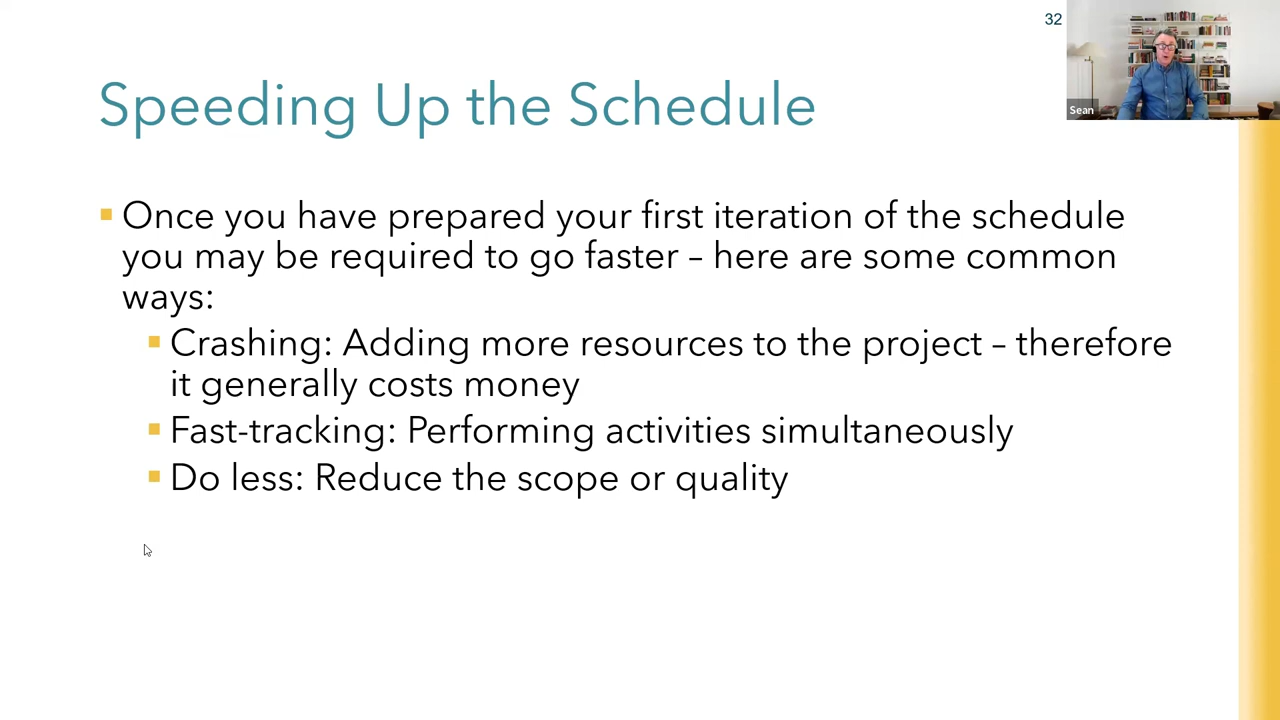 32
Sean
Speeding Up the Schedule
Once you have prepared your first iteration of the schedule
you may be required to go faster – here are some common
ways:
Crashing: Adding more resources to the project – therefore
it generally costs money
Fast-tracking: Performing activities simultaneously
Do less: Reduce the scope or quality